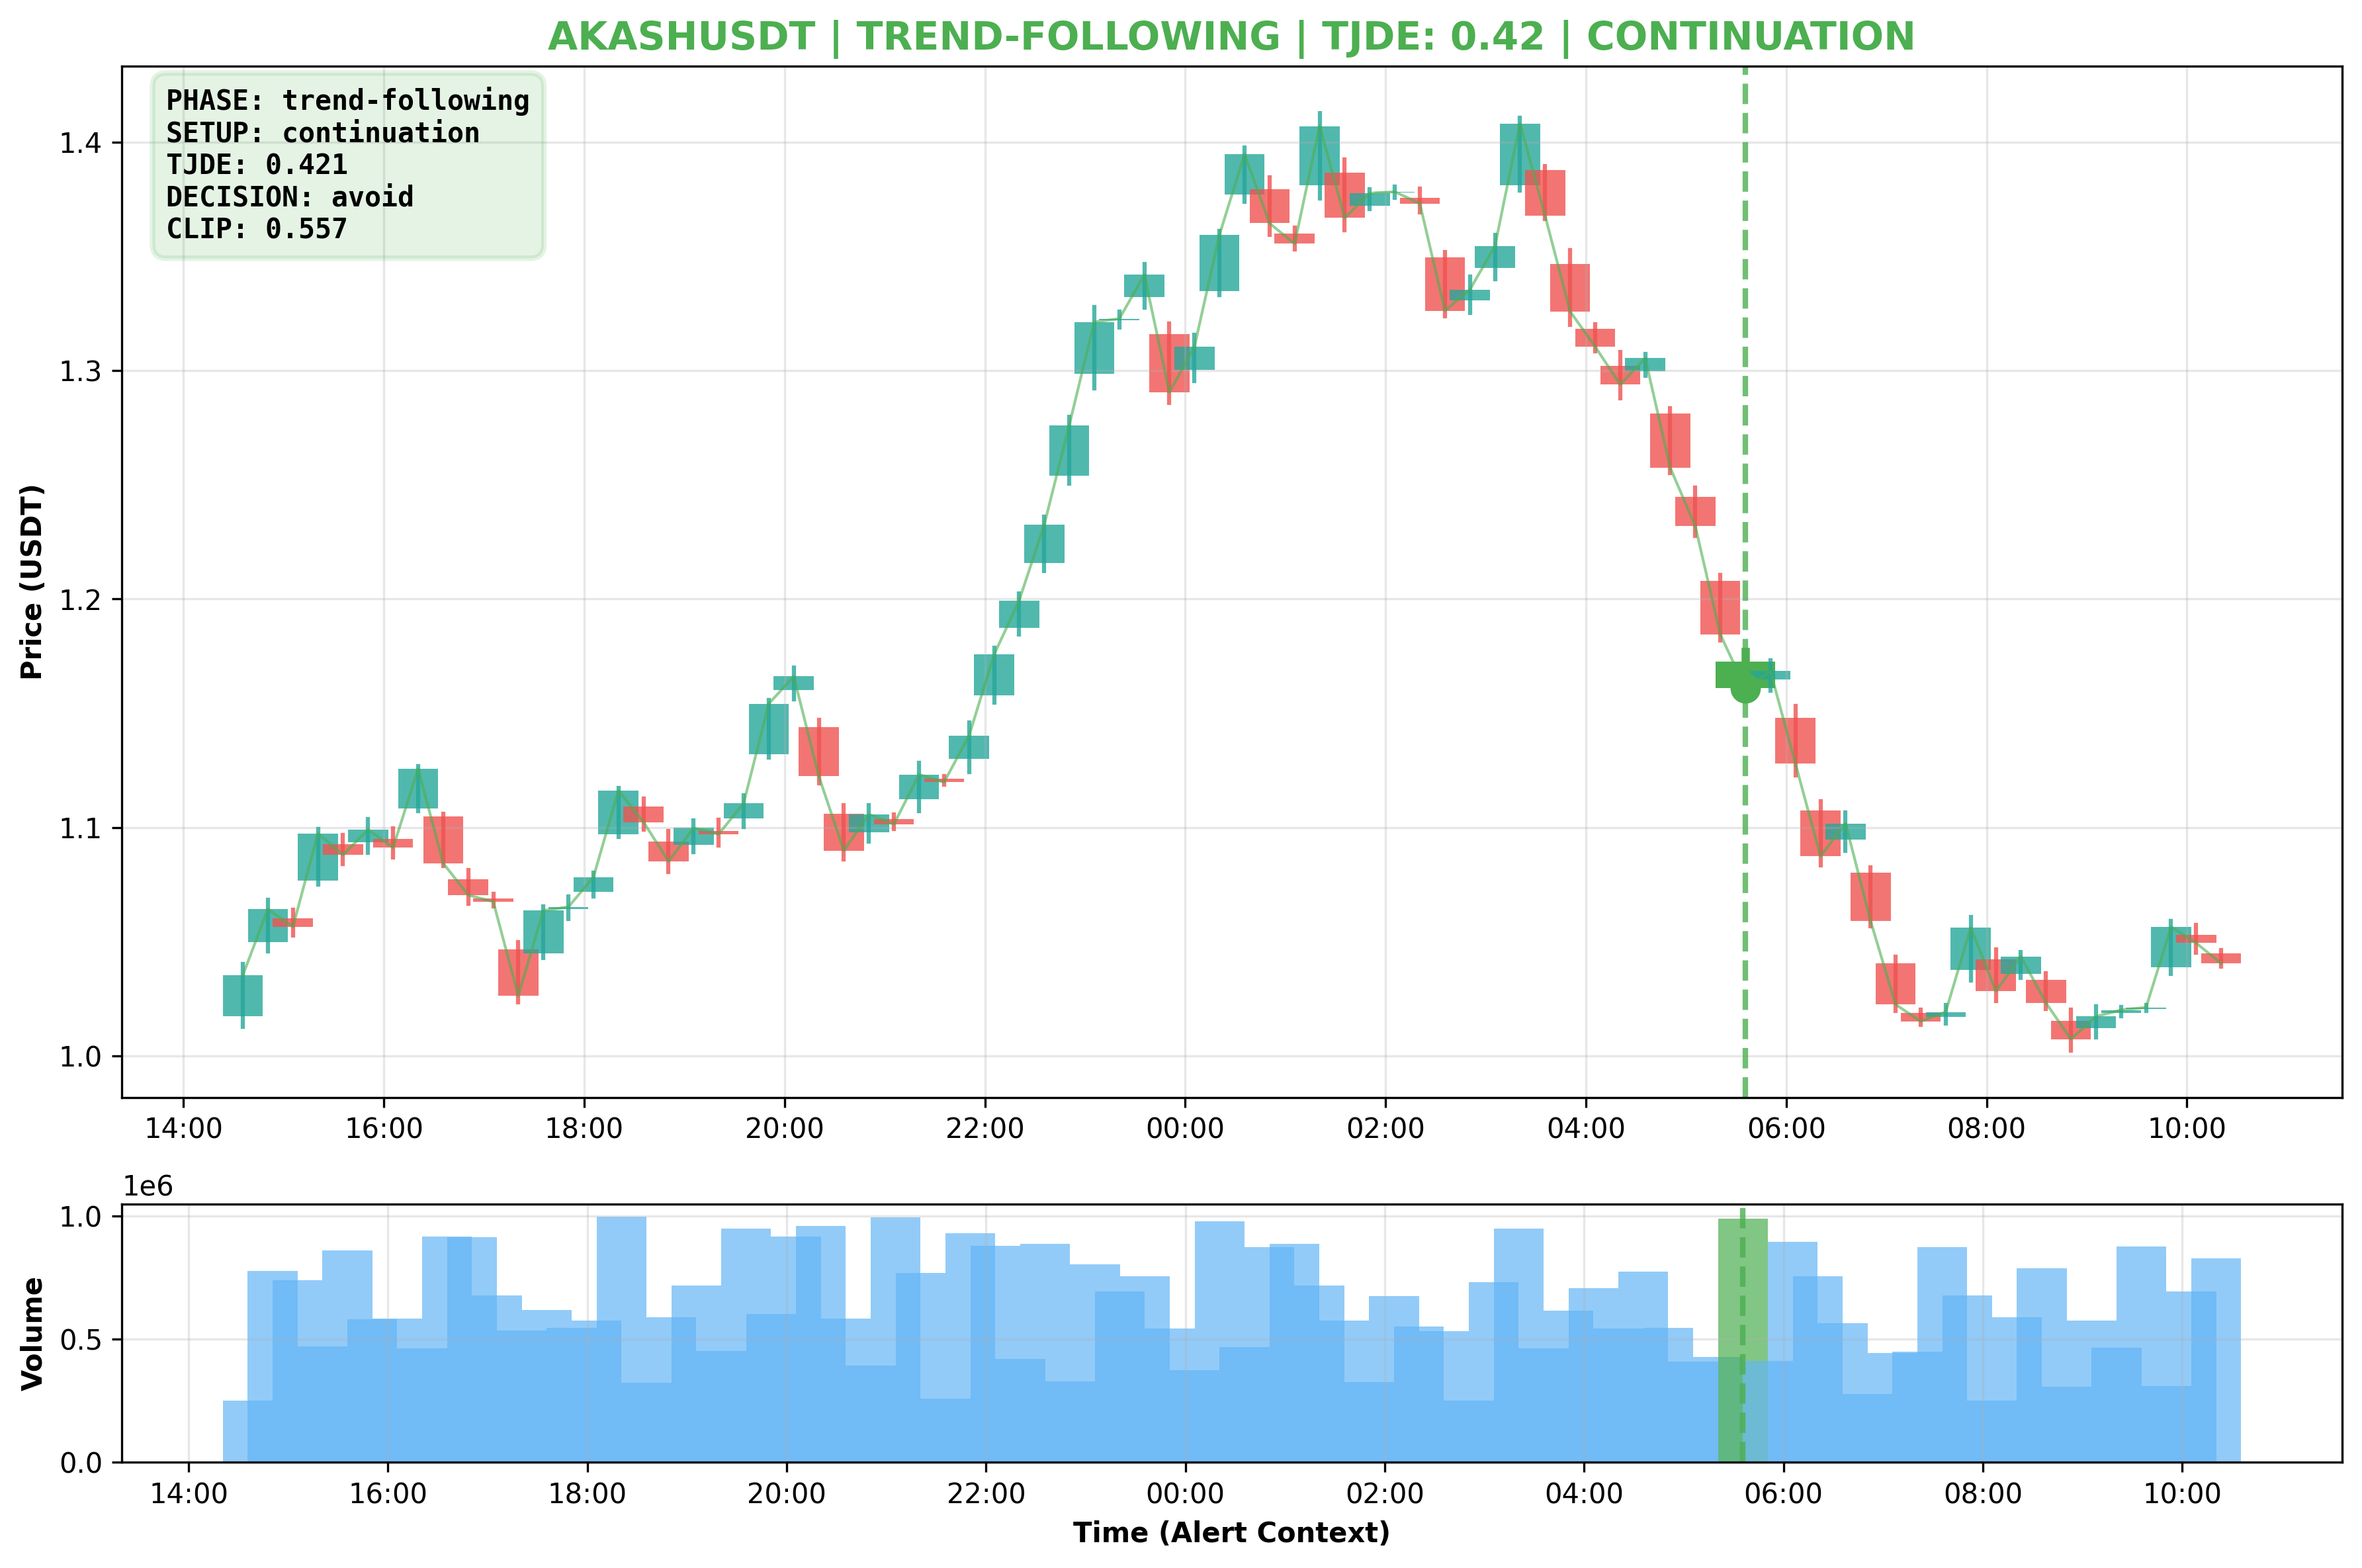 AKASHUSDT | TREND-FOLLOWING | TJDE: 0.42 | CONTINUATION
PHASE: trend-following
SETUP: continuation
TJDE: 0.421
DECISION: avoid
CLIP: 0.557
Price (USDT)
1.4
1.3
1.2
1.1
1.0
14:00 16:00 18:00 20:00 22:00 00:00 02:00 04:00 06:00 08:00 10:00
1e6
Volume
1.0
0.5
0.0
14:00 16:00 18:00 20:00 22:00 00:00 02:00 04:00 06:00 08:00 10:00
Time (Alert Context)